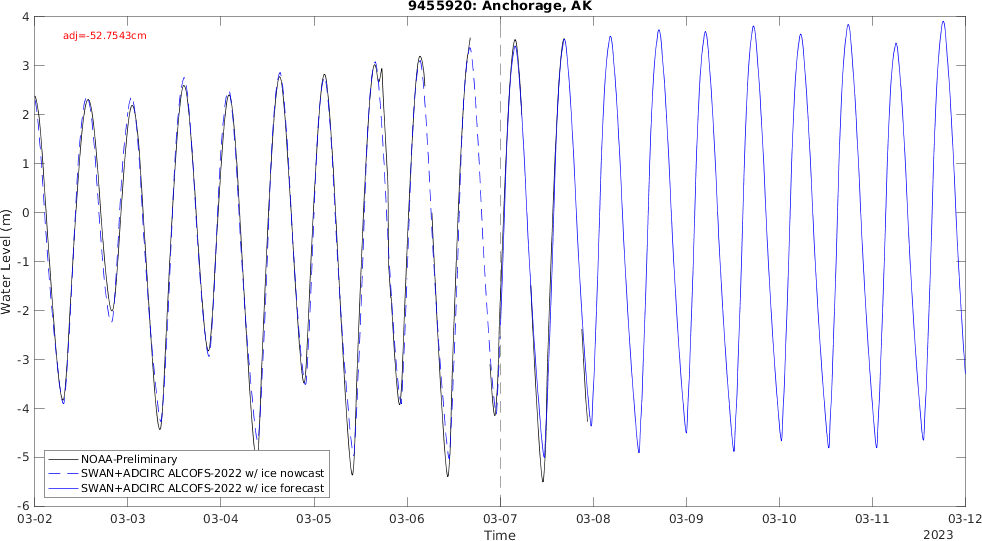 9455920: Anchorage, AK
adj=-52.7543cm
4
3
2
1
0
-1
-2
-3
-4
-5
-6
Water Level (m)
NOAA-Preliminary
SWAN+ADCIRC ALCOFS-2022 w/ ice nowcast
SWAN+ADCIRC ALCOFS-2022 w/ ice forecast
03-02 03-03 03-04 03-05 03-06 03-07 03-08 03-09 03-10 03-11 03-12
Time
2023